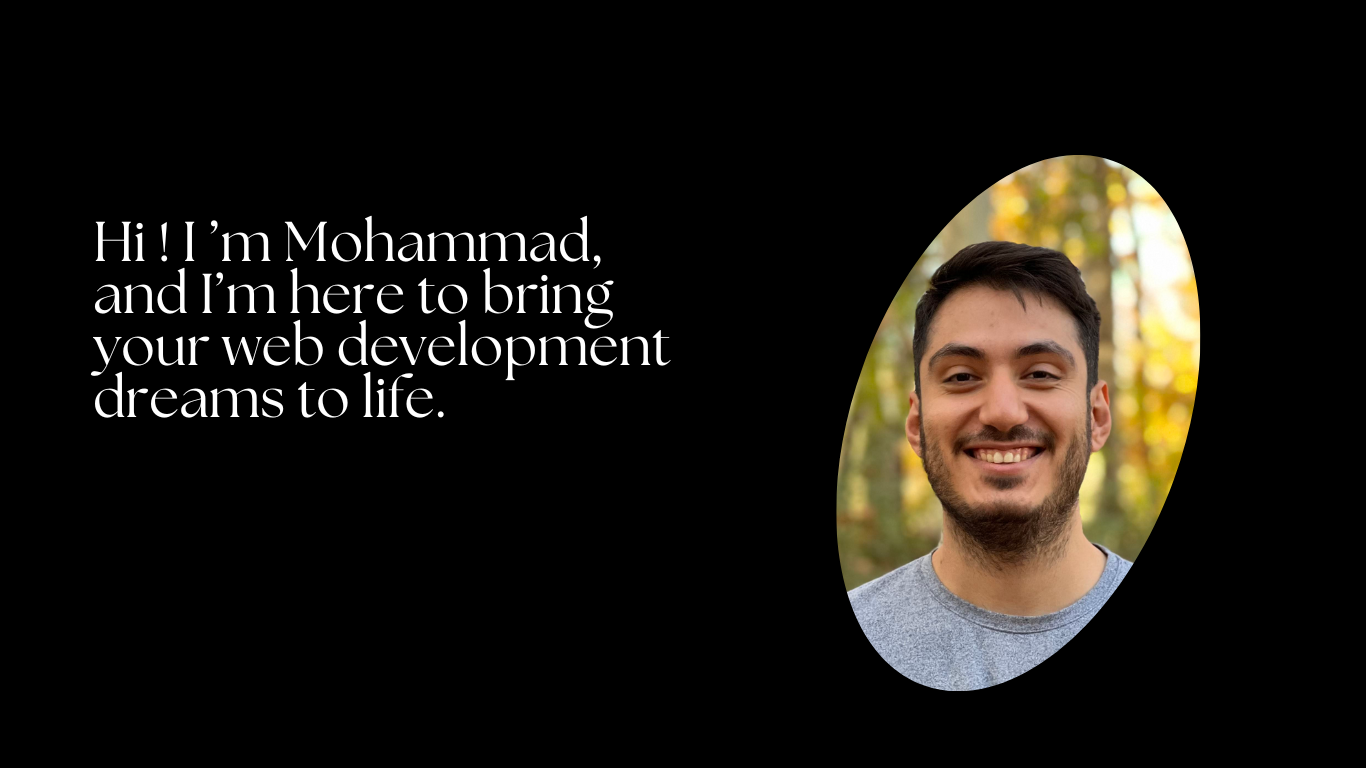 Hi ! I ’m Mohammad,
and I’m here to bring
your web development
dreams to life.